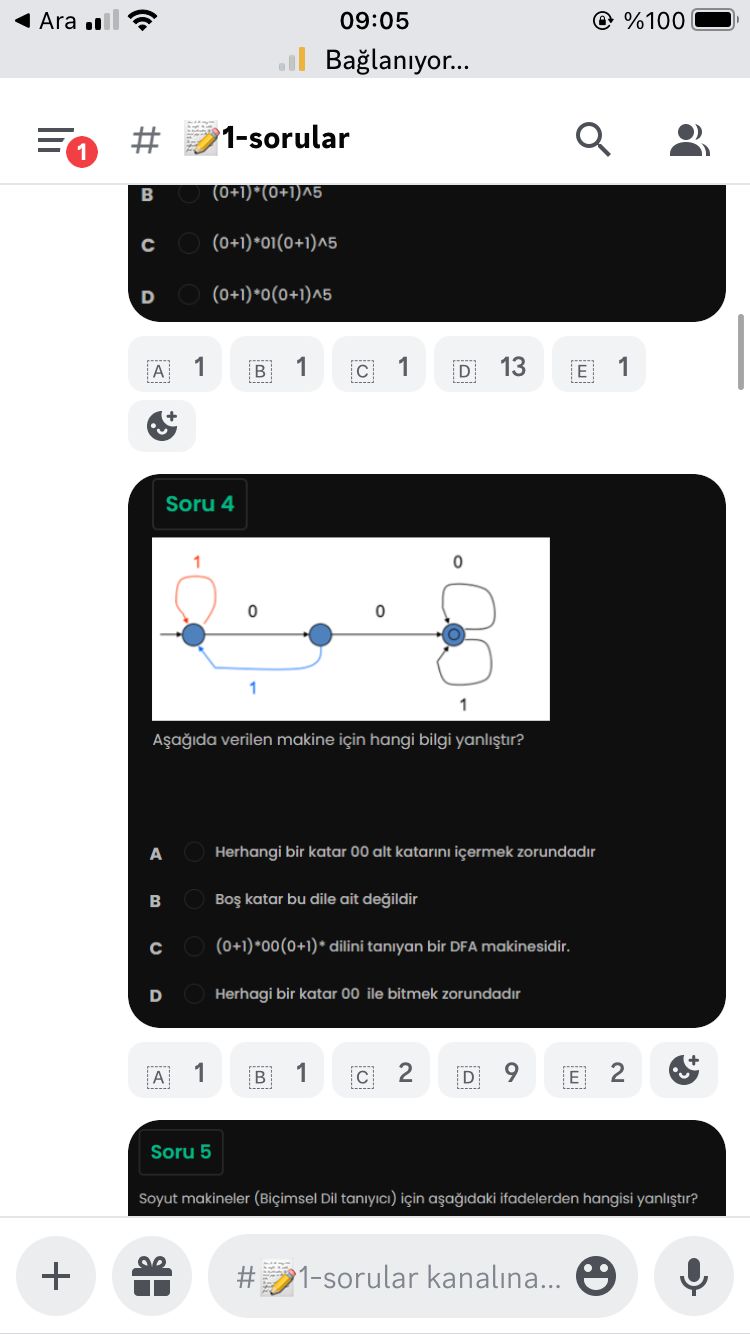 Ara
09:05
%100
Bağlanıyor...
1
# 1-sorular
B (0+1)*(0+1)^5
C (0+1)*01(0+1)^5
D (0+1)*0(0+1)^5
A 1 B 1 C 1 D 13 E 1
Soru 4
1
0
0
0
1
1
Aşağıda verilen makine için hangi bilgi yanlıştır?
A Herhangi bir katar 00 alt katarını içermek zorundadır
B Boş katar bu dile ait değildir
C (0+1)*00(0+1)* dilini tanıyan bir DFA makinesidir.
D Herhagi bir katar 00 ile bitmek zorundadır
A 1 B 1 C 2 D 9 E 2
Soru 5
Soyut makineler (Biçimsel Dil tanıyıcı) için aşağıdaki ifadelerden hangisi yanlıştır?
# 1-sorular kanalına...